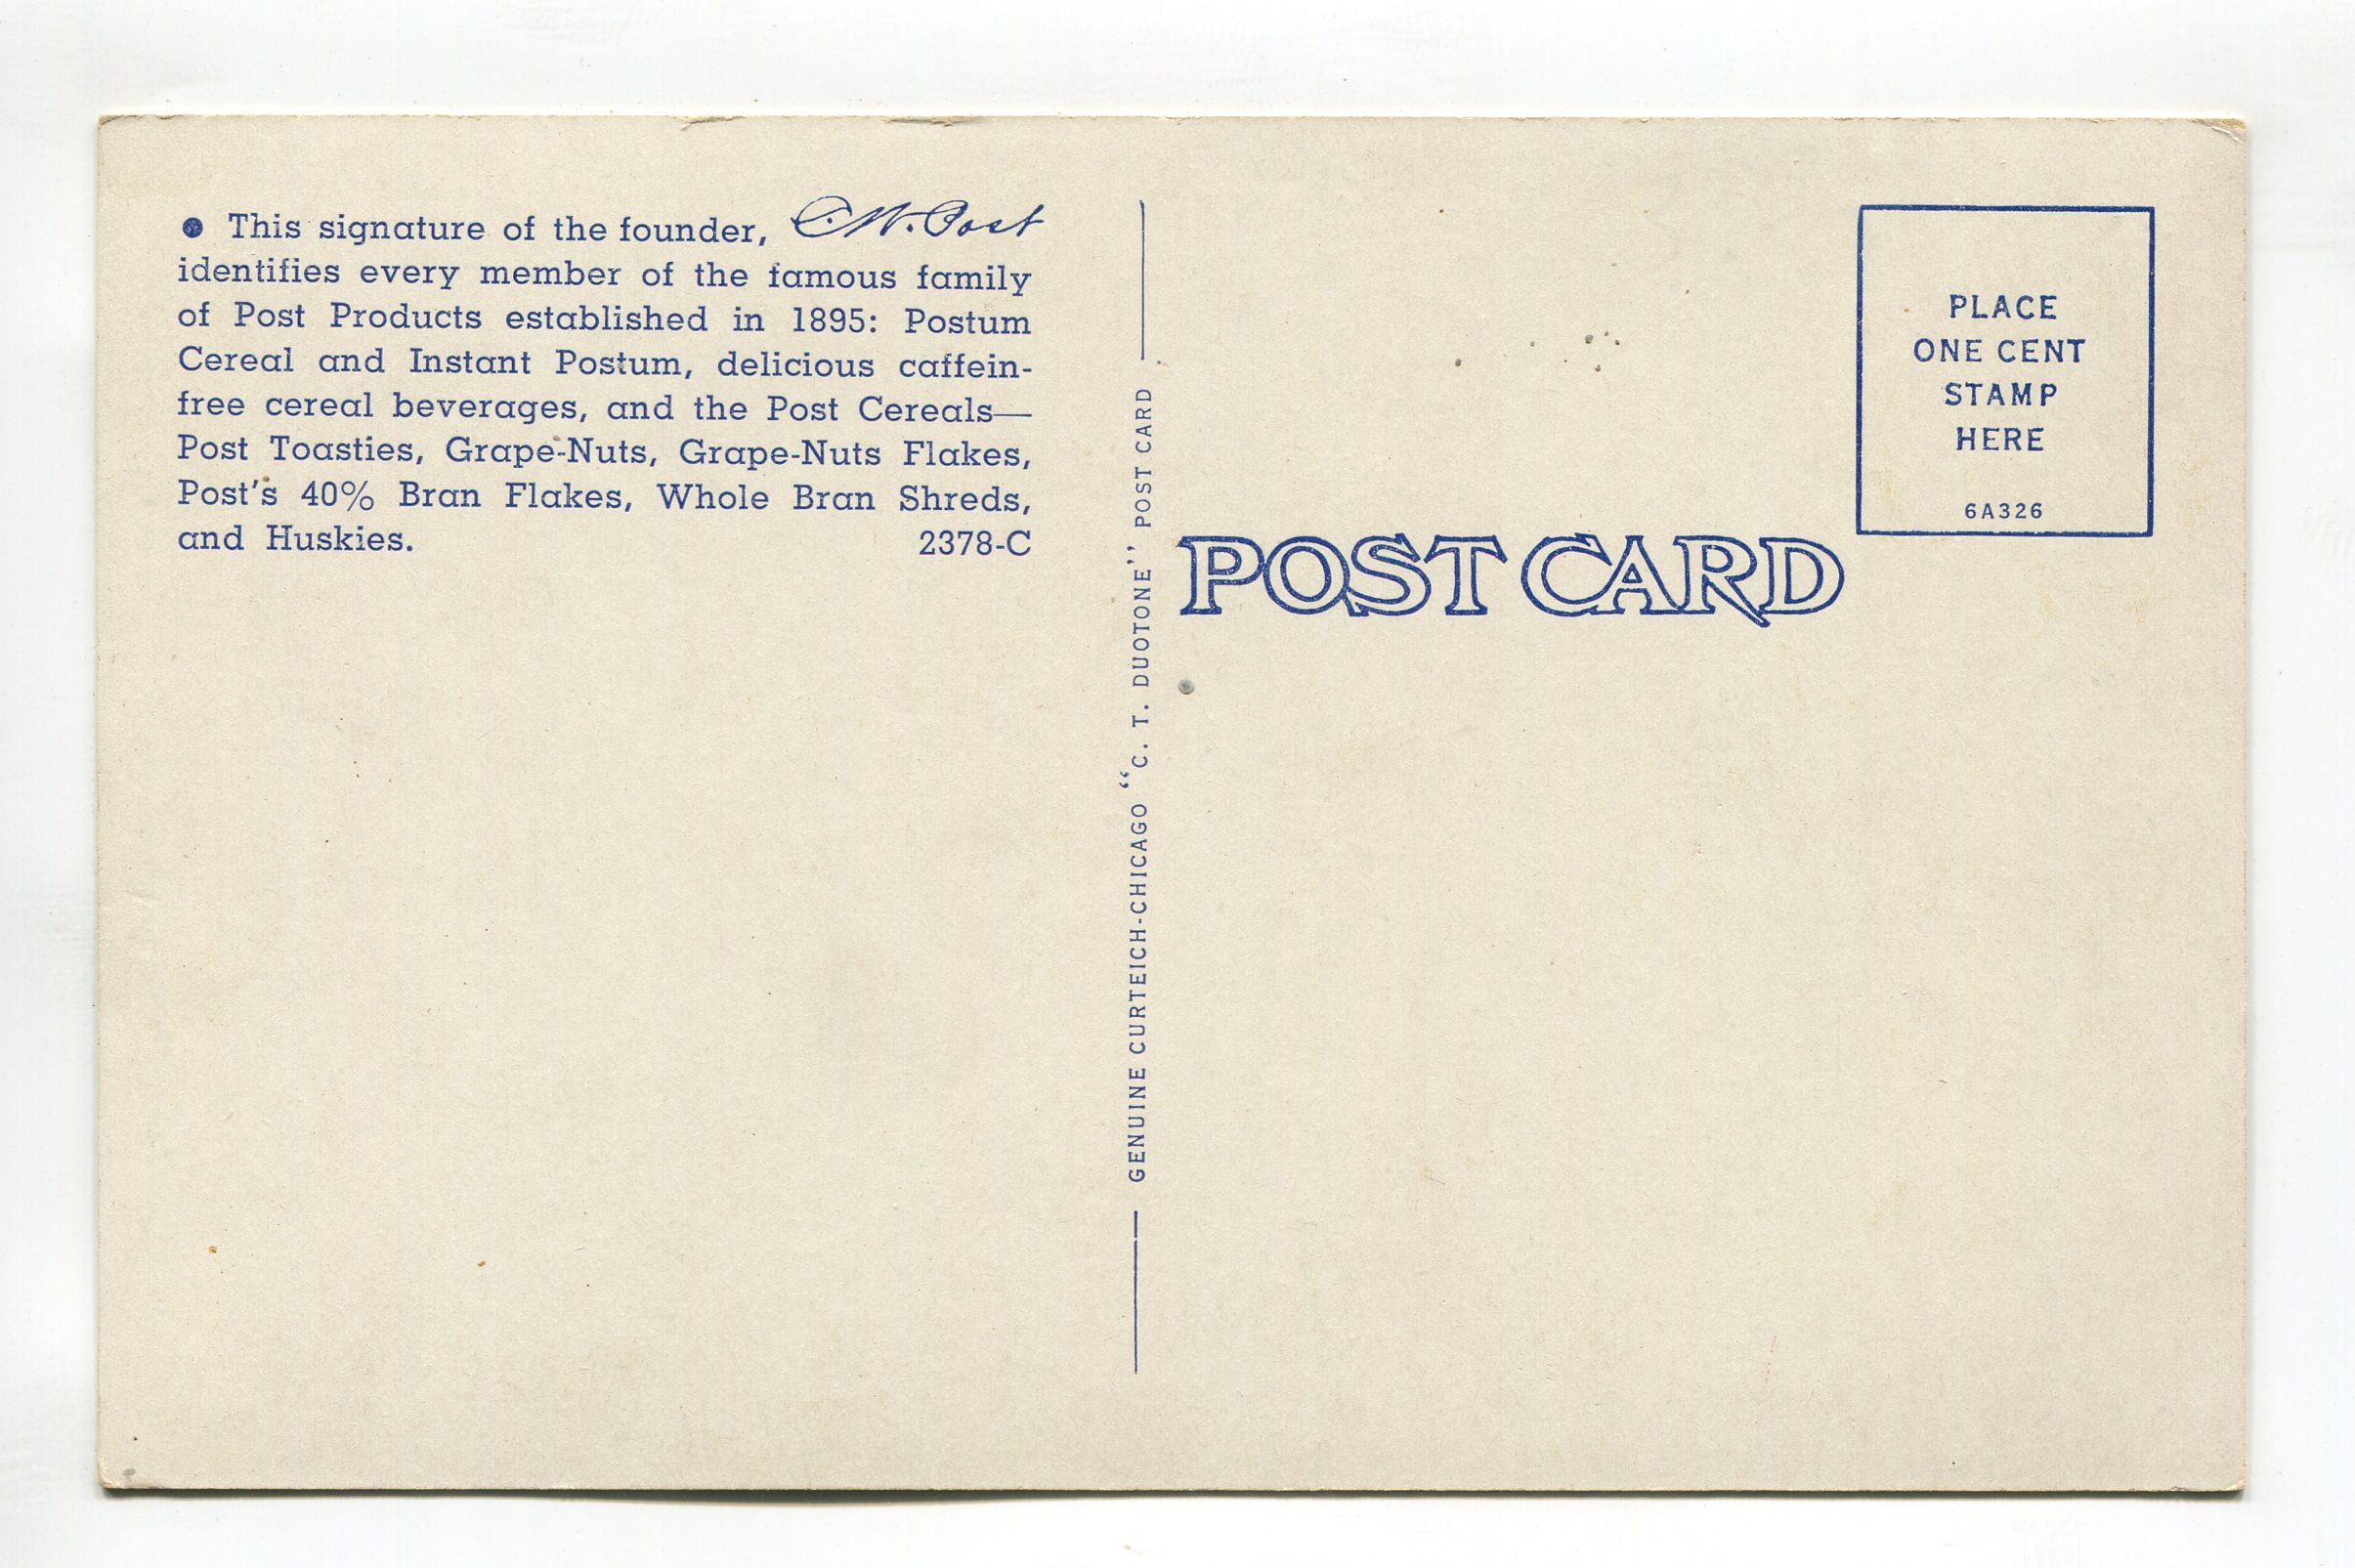 ● This signature of the founder, C.W. Post
identifies every member of the famous family
of Post Products established in 1895: Postum
Cereal and Instant Postum, delicious caffein-
free cereal beverages, and the Post Cereals—
Post Toasties, Grape-Nuts, Grape-Nuts Flakes,
Post's 40% Bran Flakes, Whole Bran Shreds,
and Huskies. 2378-C
GENUINE CURTEICH-CHICAGO "C. T. DUOTONE" POST CARD
POST CARD
PLACE
ONE CENT
STAMP
HERE
6A326